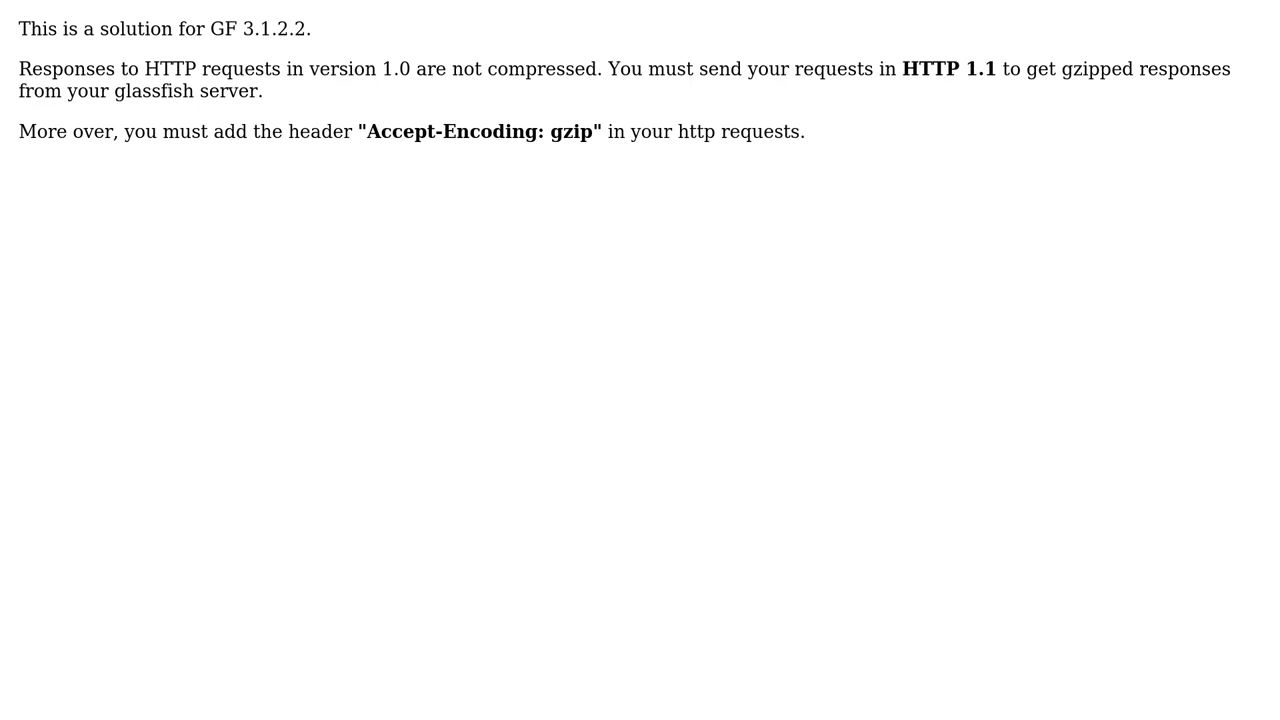 This is a solution for GF 3.1.2.2.
Responses to HTTP requests in version 1.0 are not compressed. You must send your requests in HTTP 1.1 to get gzipped responses
from your glassfish server.
More over, you must add the header "Accept-Encoding: gzip" in your http requests.